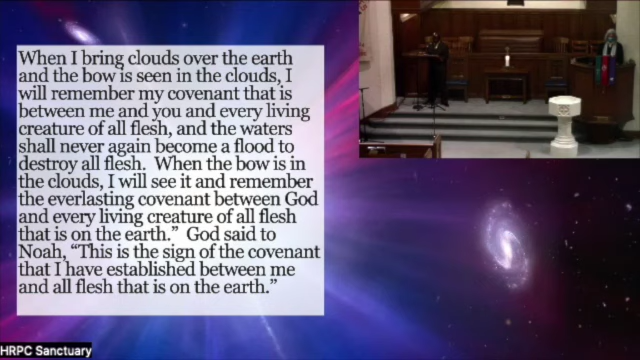 When I bring clouds over the earth
and the bow is seen in the clouds, I
will remember my covenant that is
between me and you and every living
creature of all flesh, and the waters
shall never again become a flood to
destroy all flesh.  When the bow is in
the clouds, I will see it and remember
the everlasting covenant between God
and every living creature of all flesh
that is on the earth.”  God said to
Noah, “This is the sign of the covenant
that I have established between me
and all flesh that is on the earth.”
HRPC Sanctuary